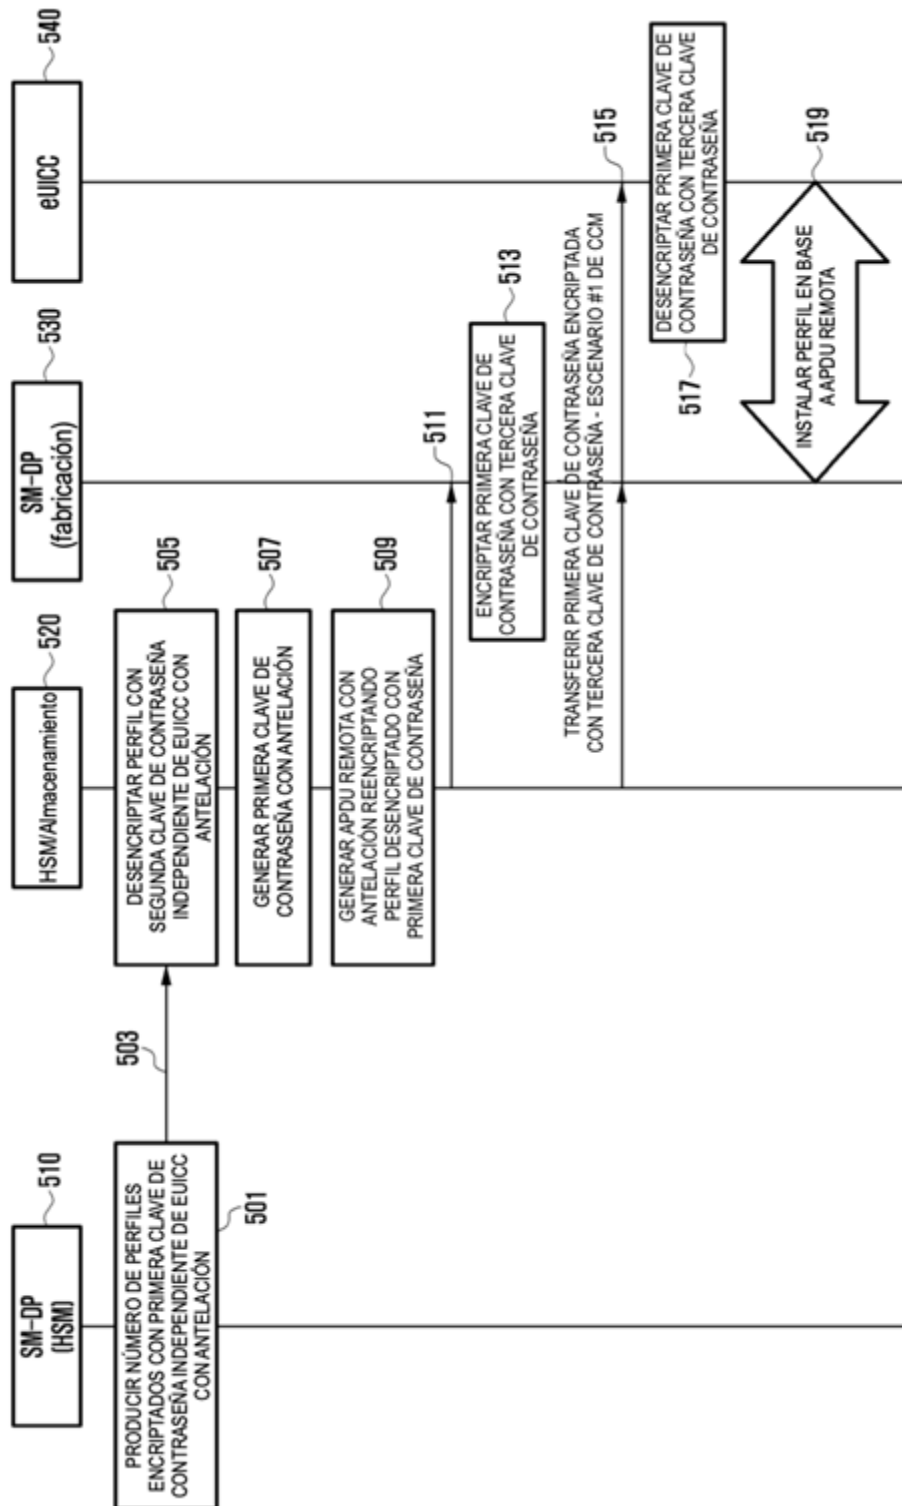 SM-DP
(HSM)
510
HSM/Almacenamiento
520
SM-DP
(fabricación)
530
eUICC
540
PRODUCIR NÚMERO DE PERFILES
ENCRIPTADOS CON PRIMERA CLAVE DE
CONTRASEÑA INDEPENDIENTE DE EUICC
CON ANTELACIÓN
501
503
DESENCRIPTAR PERFIL CON
SEGUNDA CLAVE DE CONTRASEÑA
INDEPENDIENTE DE EUICC CON
ANTELACIÓN
505
GENERAR PRIMERA CLAVE DE
CONTRASEÑA CON ANTELACIÓN
507
GENERAR APDU REMOTA CON
ANTELACIÓN REENCRIPTANDO
PERFIL DESENCRIPTADO CON
PRIMERA CLAVE DE CONTRASEÑA
509
511
ENCRIPTAR PRIMERA CLAVE DE
CONTRASEÑA CON TERCERA CLAVE
DE CONTRASEÑA
513
TRANSFERIR PRIMERA CLAVE DE CONTRASEÑA ENCRIPTADA
CON TERCERA CLAVE DE CONTRASEÑA - ESCENARIO #1 DE CCM
515
DESENCRIPTAR PRIMERA CLAVE DE
CONTRASEÑA CON TERCERA CLAVE
DE CONTRASEÑA
517
INSTALAR PERFIL EN BASE
A APDU REMOTA
519